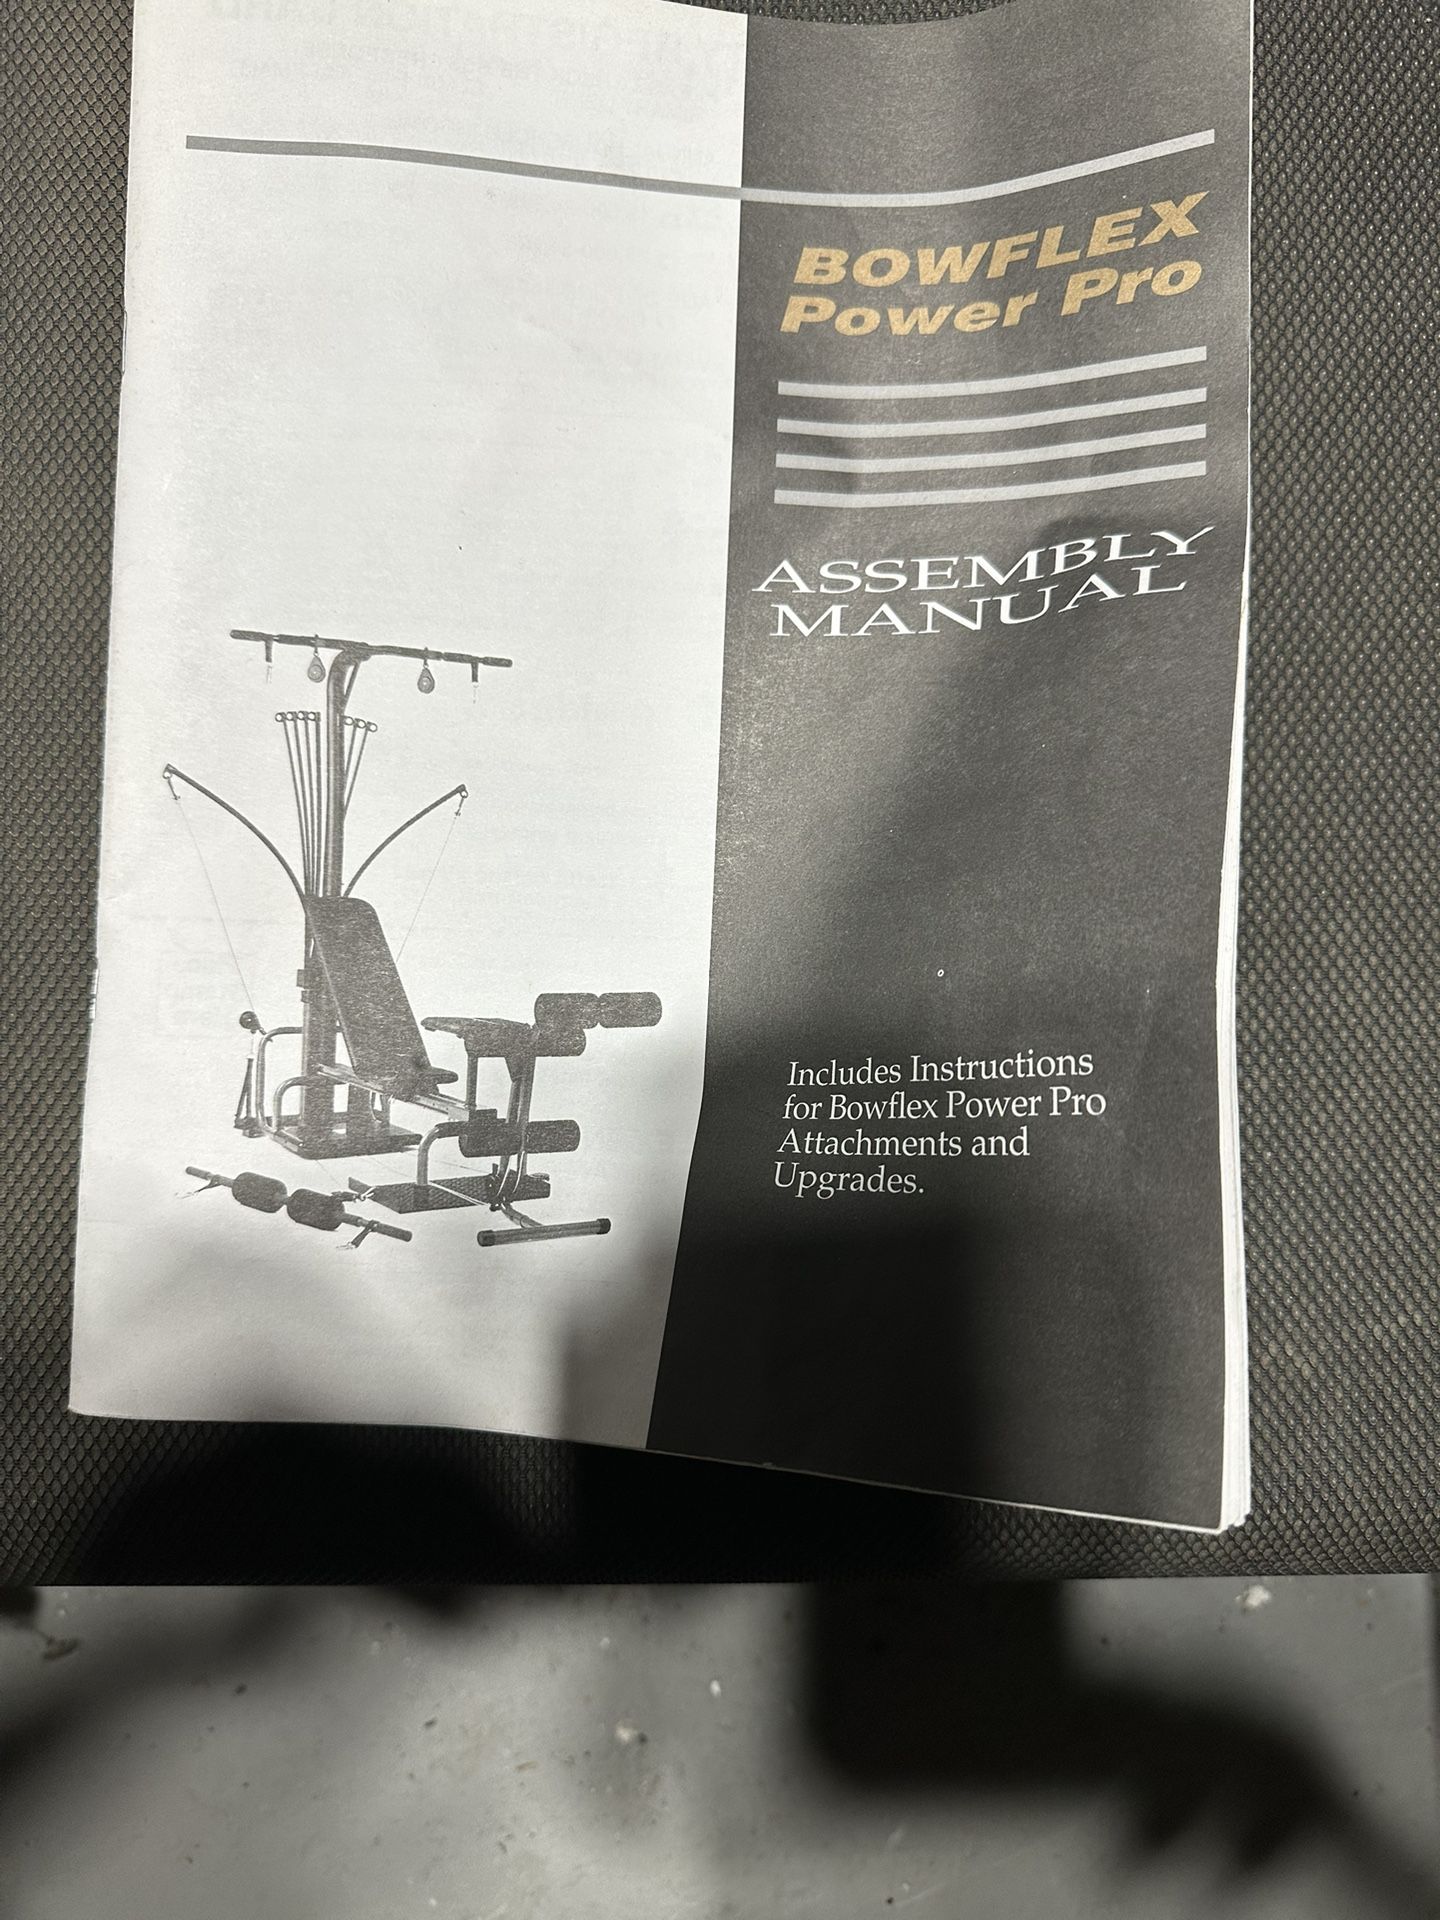 BOWFLEX
Power Pro
ASSEMBLY
MANUAL
Includes Instructions
for Bowflex Power Pro
Attachments and
Upgrades.